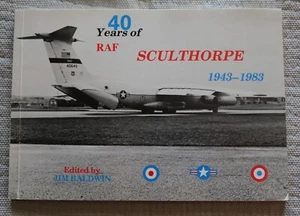 40
Years of
RAF
SCULTHORPE
1943-1983
Edited by
JIM BALDWIN